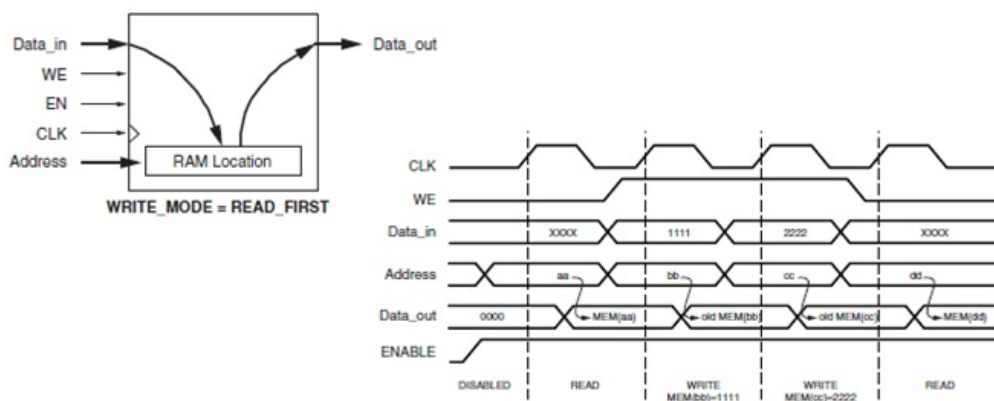 Data_in
Data_out
WE
EN
CLK
Address
RAM Location
WRITE_MODE = READ_FIRST
CLK
WE
Data_in XXXX 1111 2222 XXXX
Address aa bb cc dd
Data_out 0000 MEM(aa) old MEM(bb) old MEM(cc) MEM(dd)
ENABLE
DISABLED READ WRITE WRITE READ
MEM(bb)=1111 MEM(cc)=2222